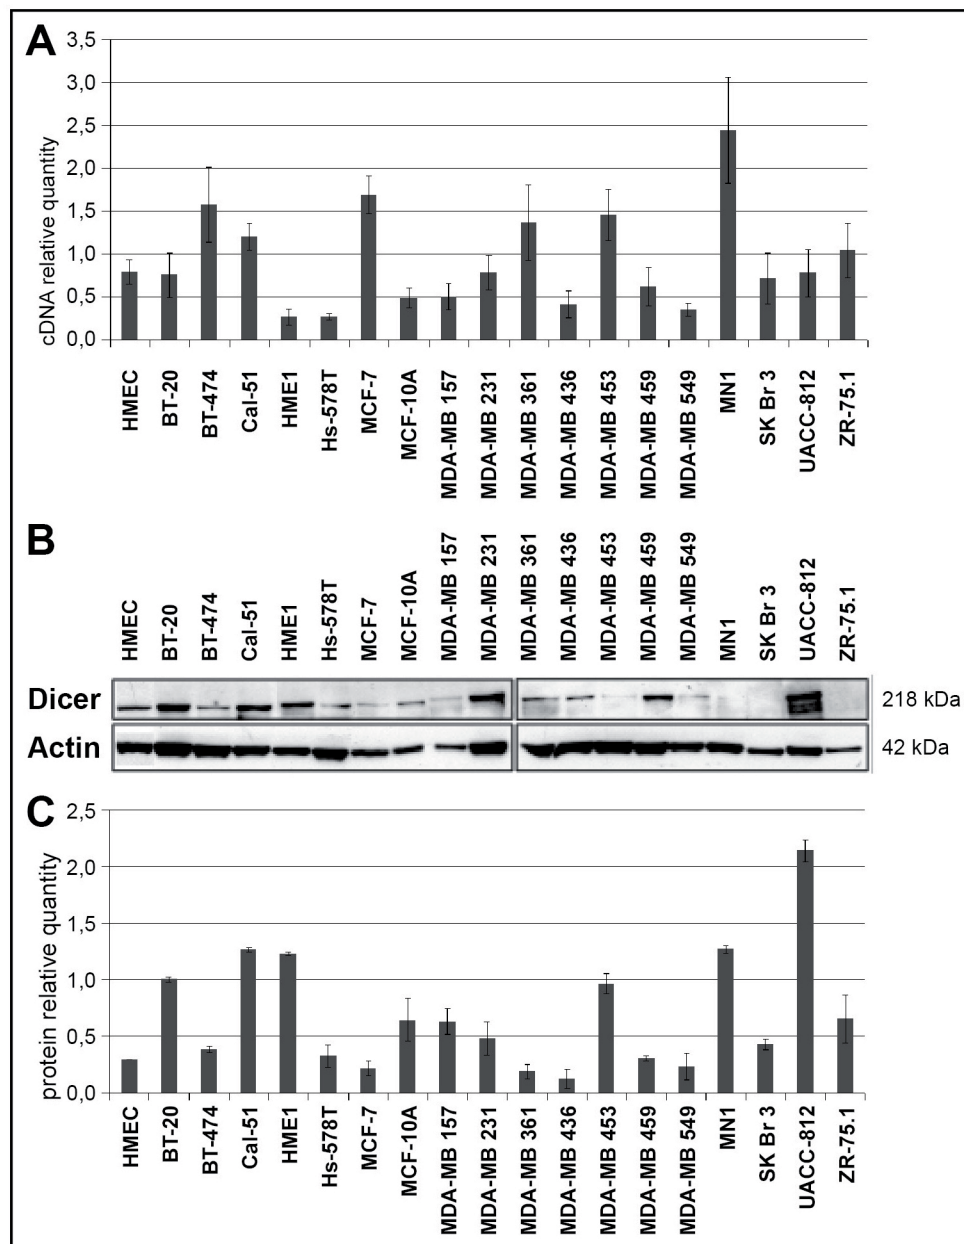 A
cDNA relative quantity
3,5
3,0
2,5
2,0
1,5
1,0
0,5
0,0
HMEC
BT-20
BT-474
Cal-51
HME1
Hs-578T
MCF-7
MCF-10A
MDA-MB 157
MDA-MB 231
MDA-MB 361
MDA-MB 436
MDA-MB 453
MDA-MB 459
MDA-MB 549
MN1
SK Br 3
UACC-812
ZR-75.1
B
HMEC
BT-20
BT-474
Cal-51
HME1
Hs-578T
MCF-7
MCF-10A
MDA-MB 157
MDA-MB 231
MDA-MB 361
MDA-MB 436
MDA-MB 453
MDA-MB 459
MDA-MB 549
MN1
SK Br 3
UACC-812
ZR-75.1
Dicer
218 kDa
Actin
42 kDa
C
protein relative quantity
2,5
2,0
1,5
1,0
0,5
0,0
HMEC
BT-20
BT-474
Cal-51
HME1
Hs-578T
MCF-7
MCF-10A
MDA-MB 157
MDA-MB 231
MDA-MB 361
MDA-MB 436
MDA-MB 453
MDA-MB 459
MDA-MB 549
MN1
SK Br 3
UACC-812
ZR-75.1